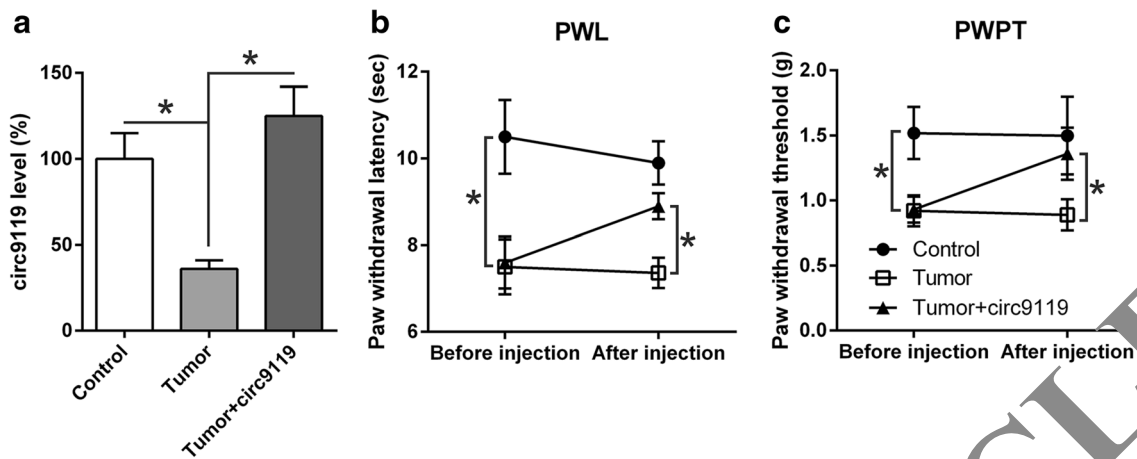 a
circ9119 level (%)
150
100
50
0
*
*
Control
Tumor
Tumor+circ9119
b
PWL
Paw withdrawal latency (sec)
12
10
8
6
*
*
Before injection
After injection
c
PWPT
Paw withdrawal threshold (g)
2.0
1.5
1.0
0.5
0.0
*
*
Control
Tumor
Tumor+circ9119
Before injection
After injection